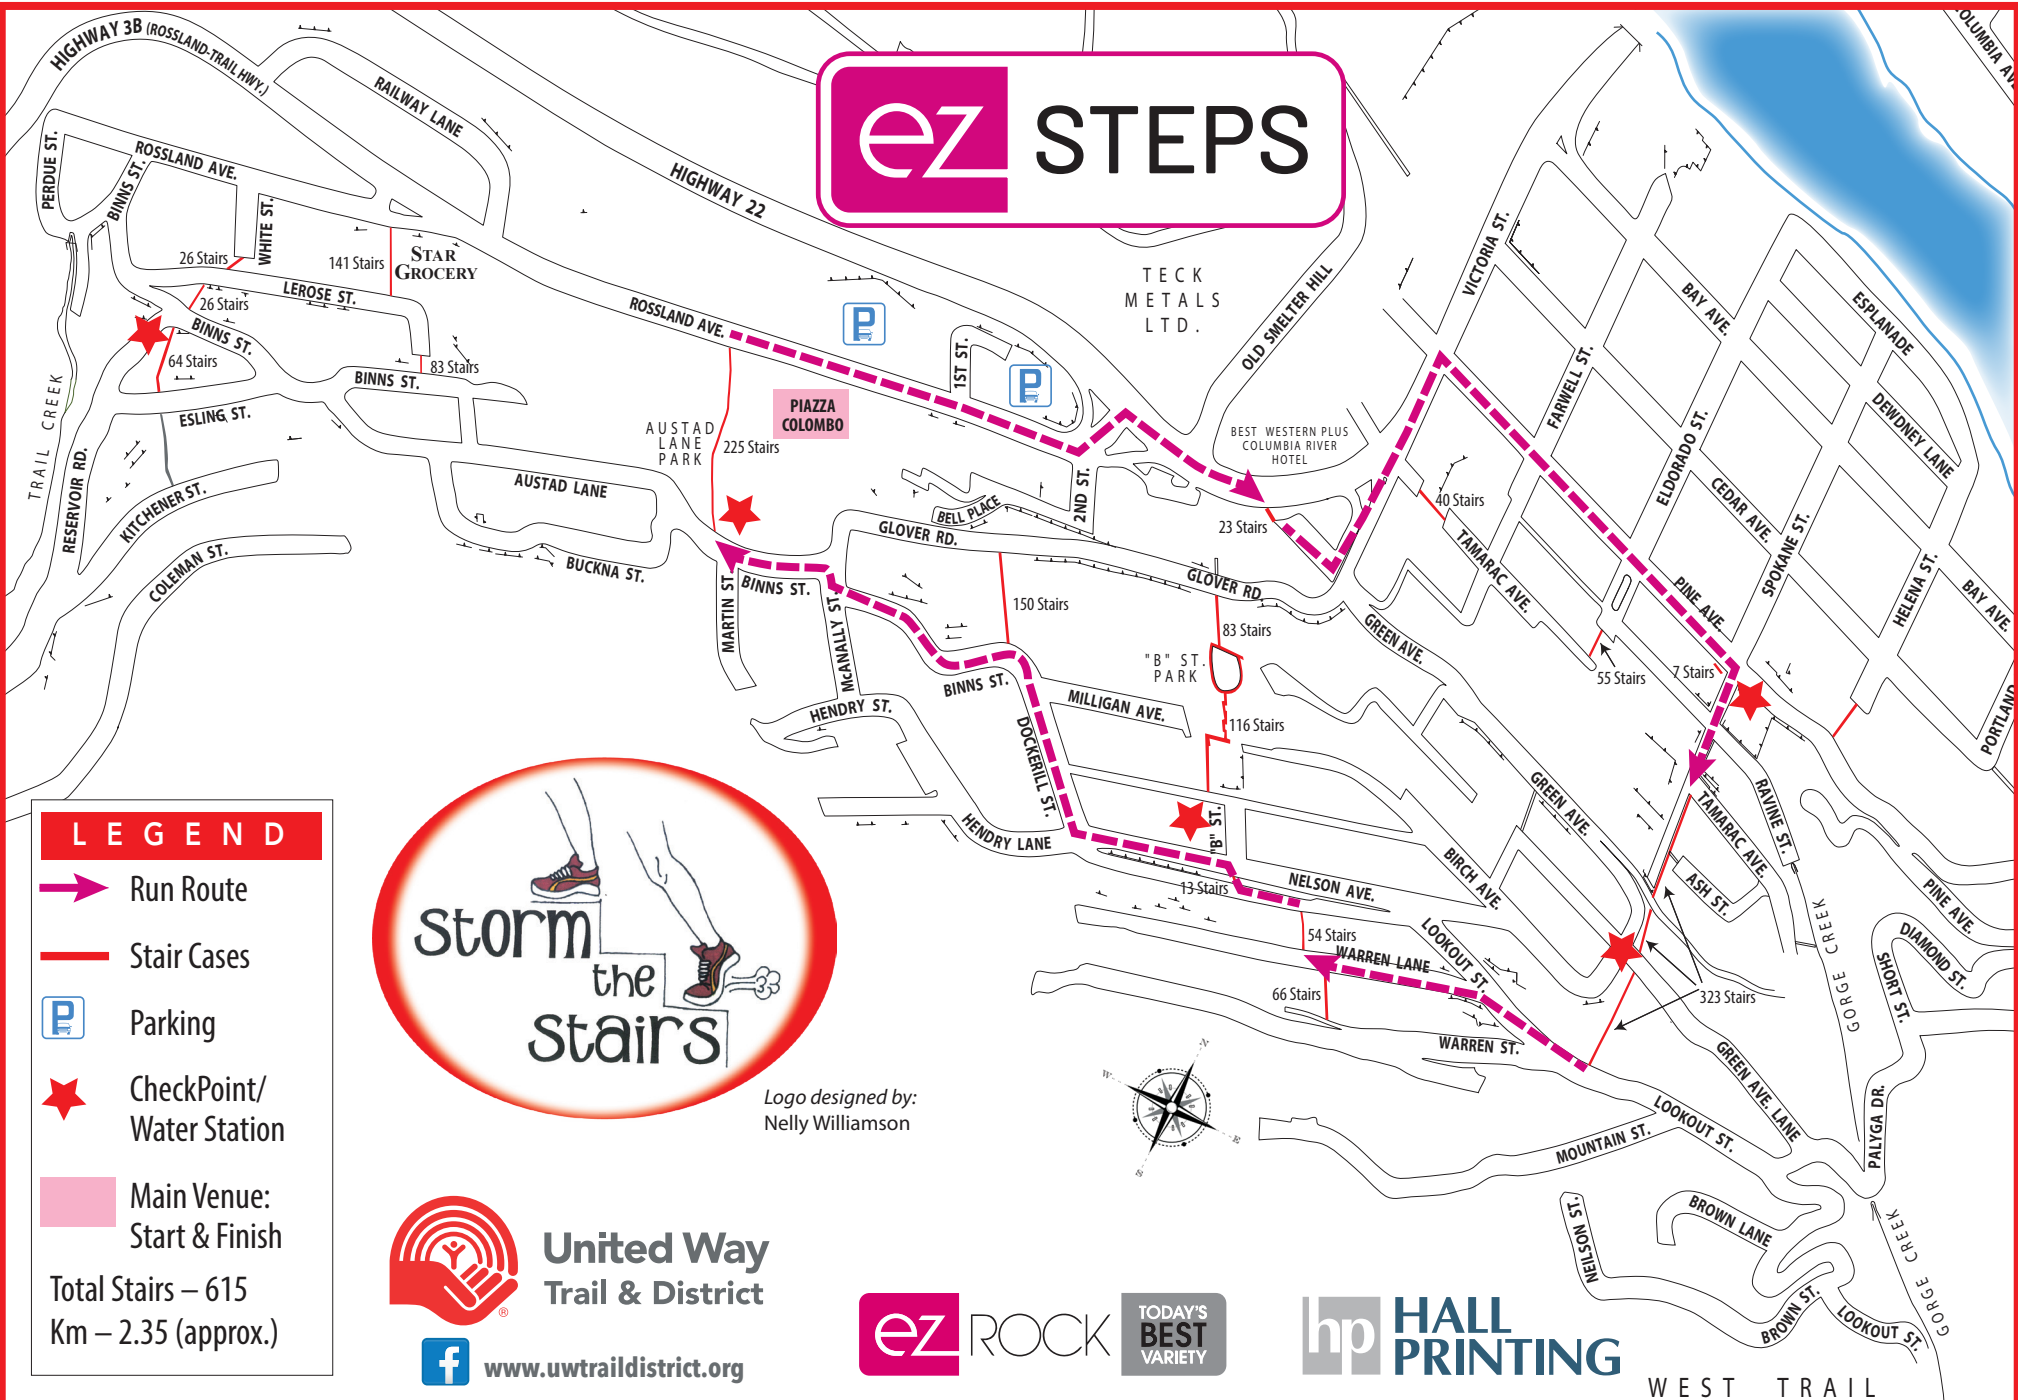 HIGHWAY 3B (ROSSLAND-TRAIL HWY.)
RAILWAY LANE
HIGHWAY 22
ez STEPS
COLUMBIA AV
PERDUE ST.
ROSSLAND AVE.
BINNS ST.
WHITE ST.
26 Stairs
141 Stairs
STAR
GROCERY
LEROSE ST.
26 Stairs
BINNS ST.
64 Stairs
83 Stairs
BINNS ST.
ESLING ST.
TRAIL CREEK
RESERVOIR RD.
KITCHENER ST.
COLEMAN ST.
AUSTAD LANE
BUCKNA ST.
ROSSLAND AVE.
P
PIAZZA
COLOMBO
AUSTAD
LANE
PARK
225 Stairs
1ST ST.
P
2ND ST.
BELL PLACE
GLOVER RD.
TECK
METALS
LTD.
OLD SMELTER HILL
BEST WESTERN PLUS
COLUMBIA RIVER
HOTEL
23 Stairs
VICTORIA ST.
FARWELL ST.
BAY AVE.
ESPLANADE
ELDORADO ST.
DEWDNEY LANE
CEDAR AVE.
SPOKANE ST.
HELENA ST.
BAY AVE.
PORTLAND
40 Stairs
TAMARAC AVE.
PINE AVE.
55 Stairs
7 Stairs
GLOVER RD.
GREEN AVE.
83 Stairs
"B" ST.
PARK
116 Stairs
150 Stairs
MARTIN ST.
BINNS ST.
McANALLY ST.
HENDRY ST.
BINNS ST.
DOCKERILL ST.
MILLIGAN AVE.
HENDRY LANE
"B" ST.
13 Stairs
NELSON AVE.
BIRCH AVE.
GREEN AVE.
TAMARAC AVE.
RAVINE ST.
ASH ST.
54 Stairs
WARREN LANE
LOOKOUT ST.
66 Stairs
WARREN ST.
323 Stairs
GORGE CREEK
PINE AVE.
DIAMOND ST.
SHORT ST.
GREEN AVE. LANE
LOOKOUT ST.
MOUNTAIN ST.
PALYGA DR.
NEILSON ST.
BROWN LANE
BROWN ST.
LOOKOUT ST.
GORGE CREEK
WEST TRAIL
N
W
E
S
LEGEND
Run Route
Stair Cases
P
Parking
CheckPoint/
Water Station
Main Venue:
Start & Finish
Total Stairs – 615
Km – 2.35 (approx.)
Storm
the
Stairs
Logo designed by:
Nelly Williamson
United Way
Trail & District
®
f
www.uwtraildistrict.org
ez ROCK
TODAY'S
BEST
VARIETY
hp
HALL
PRINTING